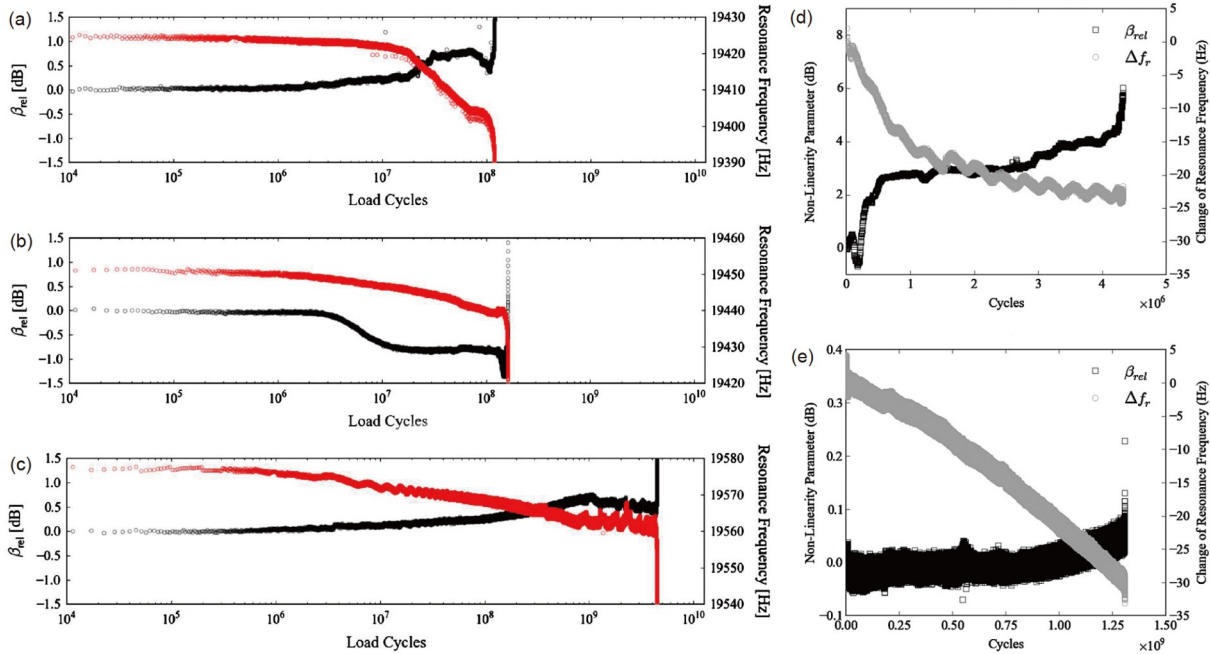 (a)
1.5
1.0
0.5
0.0
−0.5
−1.0
−1.5
β_rel [dB]
10^4 10^5 10^6 10^7 10^8 10^9 10^10
Load Cycles
19430
19420
19410
19400
19390
Resonance Frequency [Hz]
(b)
1.5
1.0
0.5
0.0
−0.5
−1.0
−1.5
β_rel [dB]
10^4 10^5 10^6 10^7 10^8 10^9 10^10
Load Cycles
19460
19450
19440
19430
19420
Resonance Frequency [Hz]
(c)
1.5
1.0
0.5
0.0
−0.5
−1.0
−1.5
β_rel [dB]
10^4 10^5 10^6 10^7 10^8 10^9 10^10
Load Cycles
19580
19570
19560
19550
19540
Resonance Frequency [Hz]
(d)
8
6
4
2
0
Non-Linearity Parameter (dB)
β_rel
Δf_r
0 1 2 3 4 5
×10^6
Cycles
5
0
−5
−10
−15
−20
−25
−30
−35
Change of Resonance Frequency (Hz)
(e)
0.4
0.3
0.2
0.1
0.0
−0.1
Non-Linearity Parameter (dB)
β_rel
Δf_r
0.00 0.25 0.50 0.75 1.00 1.25 1.50
×10^9
Cycles
5
0
−5
−10
−15
−20
−25
−30
−35
Change of Resonance Frequency (Hz)